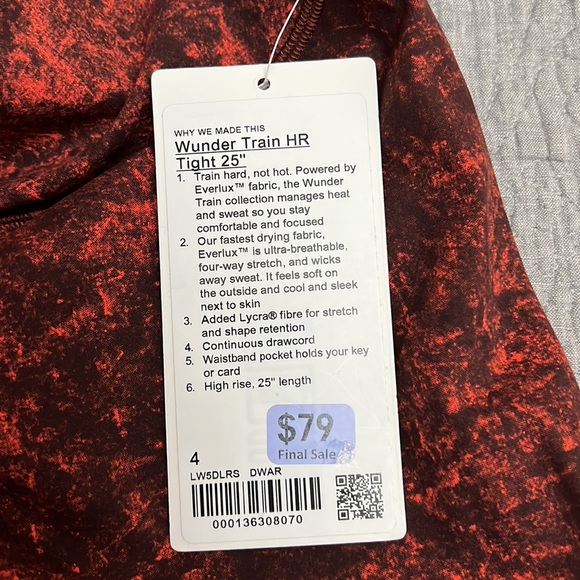 WHY WE MADE THIS
Wunder Train HR
Tight 25"
1. Train hard, not hot. Powered by
Everlux™ fabric, the Wunder
Train collection manages heat
and sweat so you stay
comfortable and focused
2. Our fastest drying fabric,
Everlux™ is ultra-breathable,
four-way stretch, and wicks
away sweat. It feels soft on
the outside and cool and sleek
next to skin
3. Added Lycra® fibre for stretch
and shape retention
4. Continuous drawcord
5. Waistband pocket holds your key
or card
6. High rise, 25" length
$79
Final Sale
4
LW5DLRS DWAR
000136308070